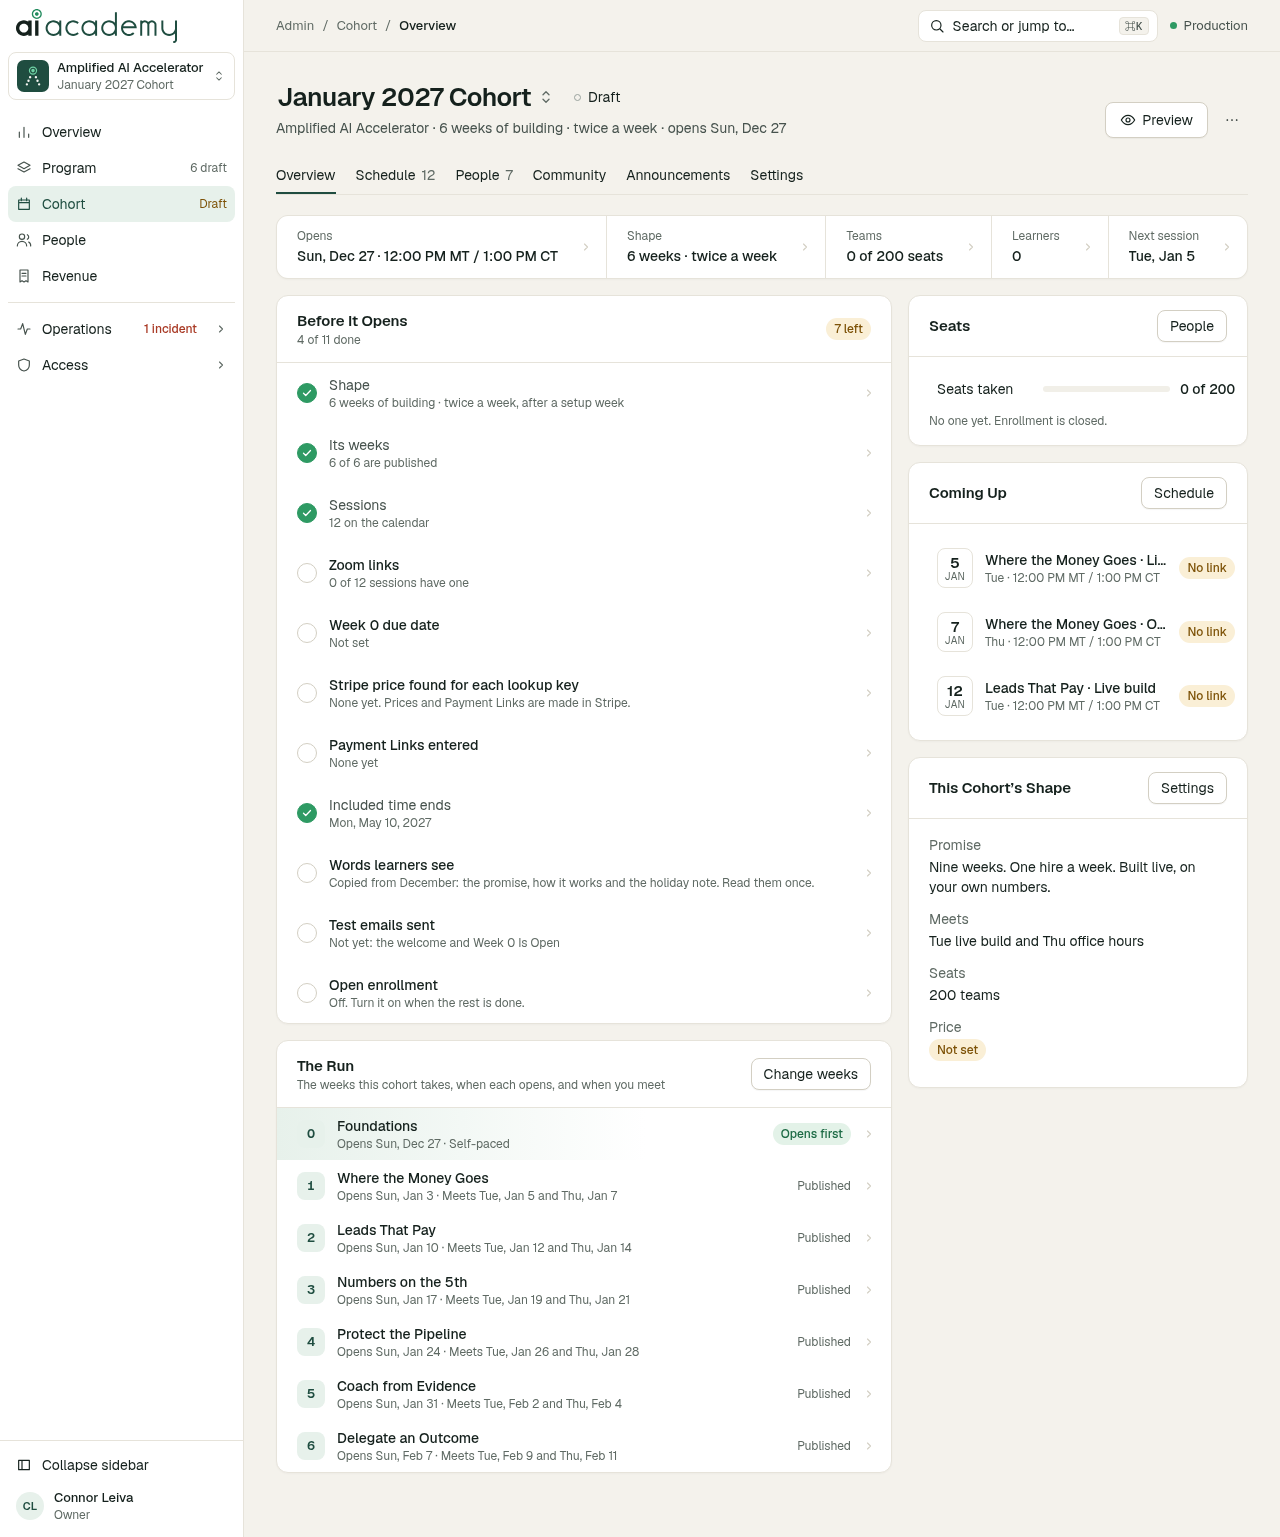 ai academy
Amplified AI Accelerator
January 2027 Cohort
Overview
Program 6 draft
Cohort Draft
People
Revenue
Operations 1 incident
Access
Collapse sidebar
CL Connor Leiva
Owner
Admin / Cohort / Overview
Search or jump to... ⌘K
Production
January 2027 Cohort Draft
Amplified AI Accelerator · 6 weeks of building · twice a week · opens Sun, Dec 27
Preview ...
Overview Schedule 12 People 7 Community Announcements Settings
Opens
Sun, Dec 27 · 12:00 PM MT / 1:00 PM CT
Shape
6 weeks · twice a week
Teams
0 of 200 seats
Learners
0
Next session
Tue, Jan 5
Before It Opens
4 of 11 done
7 left
Shape
6 weeks of building · twice a week, after a setup week
Its weeks
6 of 6 are published
Sessions
12 on the calendar
Zoom links
0 of 12 sessions have one
Week 0 due date
Not set
Stripe price found for each lookup key
None yet. Prices and Payment Links are made in Stripe.
Payment Links entered
None yet
Included time ends
Mon, May 10, 2027
Words learners see
Copied from December: the promise, how it works and the holiday note. Read them once.
Test emails sent
Not yet: the welcome and Week 0 Is Open
Open enrollment
Off. Turn it on when the rest is done.
The Run
The weeks this cohort takes, when each opens, and when you meet
Change weeks
0 Foundations
Opens Sun, Dec 27 · Self-paced
Opens first
1 Where the Money Goes
Opens Sun, Jan 3 · Meets Tue, Jan 5 and Thu, Jan 7
Published
2 Leads That Pay
Opens Sun, Jan 10 · Meets Tue, Jan 12 and Thu, Jan 14
Published
3 Numbers on the 5th
Opens Sun, Jan 17 · Meets Tue, Jan 19 and Thu, Jan 21
Published
4 Protect the Pipeline
Opens Sun, Jan 24 · Meets Tue, Jan 26 and Thu, Jan 28
Published
5 Coach from Evidence
Opens Sun, Jan 31 · Meets Tue, Feb 2 and Thu, Feb 4
Published
6 Delegate an Outcome
Opens Sun, Feb 7 · Meets Tue, Feb 9 and Thu, Feb 11
Published
Seats
People
Seats taken 0 of 200
No one yet. Enrollment is closed.
Coming Up
Schedule
5 JAN
Where the Money Goes · Li...
Tue · 12:00 PM MT / 1:00 PM CT
No link
7 JAN
Where the Money Goes · O...
Thu · 12:00 PM MT / 1:00 PM CT
No link
12 JAN
Leads That Pay · Live build
Tue · 12:00 PM MT / 1:00 PM CT
No link
This Cohort's Shape
Settings
Promise
Nine weeks. One hire a week. Built live, on
your own numbers.
Meets
Tue live build and Thu office hours
Seats
200 teams
Price
Not set